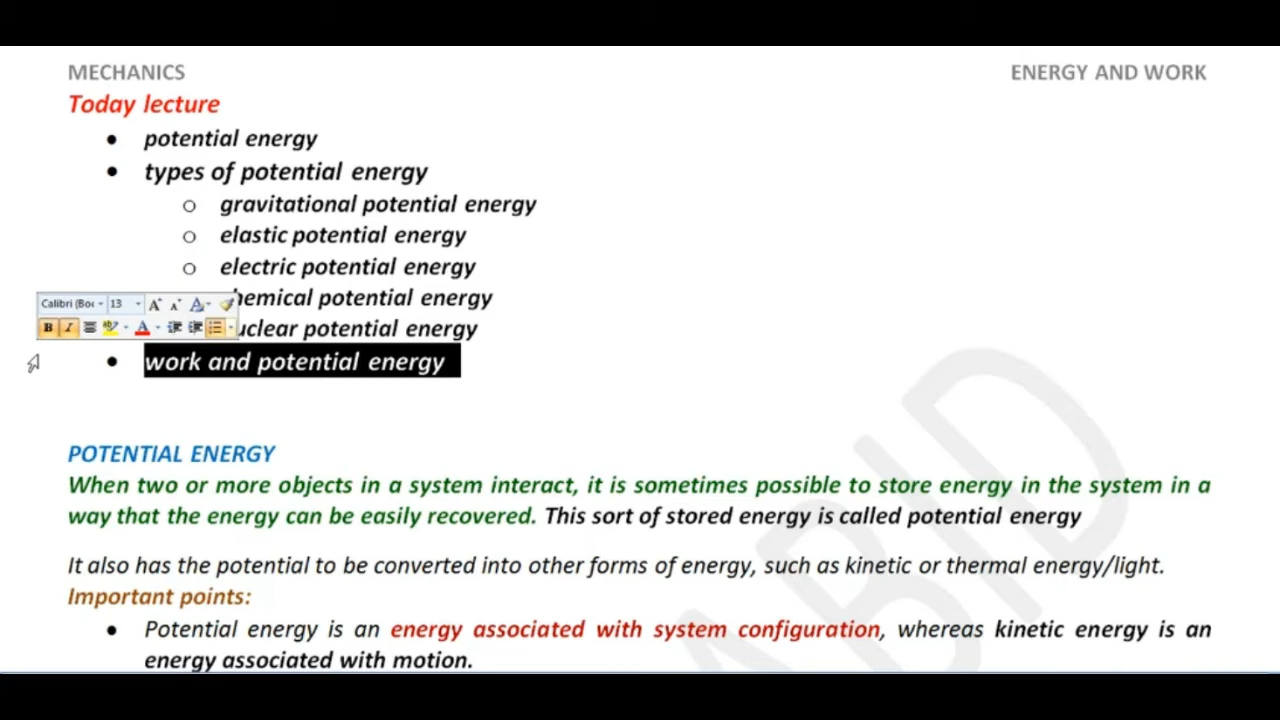 MECHANICS ENERGY AND WORK
Today lecture
• potential energy
• types of potential energy
o gravitational potential energy
o elastic potential energy
o electric potential energy
hemical potential energy
Calibri (Boc 13
uclear potential energy
B I
• work and potential energy
POTENTIAL ENERGY
When two or more objects in a system interact, it is sometimes possible to store energy in the system in a
way that the energy can be easily recovered. This sort of stored energy is called potential energy
It also has the potential to be converted into other forms of energy, such as kinetic or thermal energy/light.
Important points:
• Potential energy is an energy associated with system configuration, whereas kinetic energy is an
energy associated with motion.
ABID